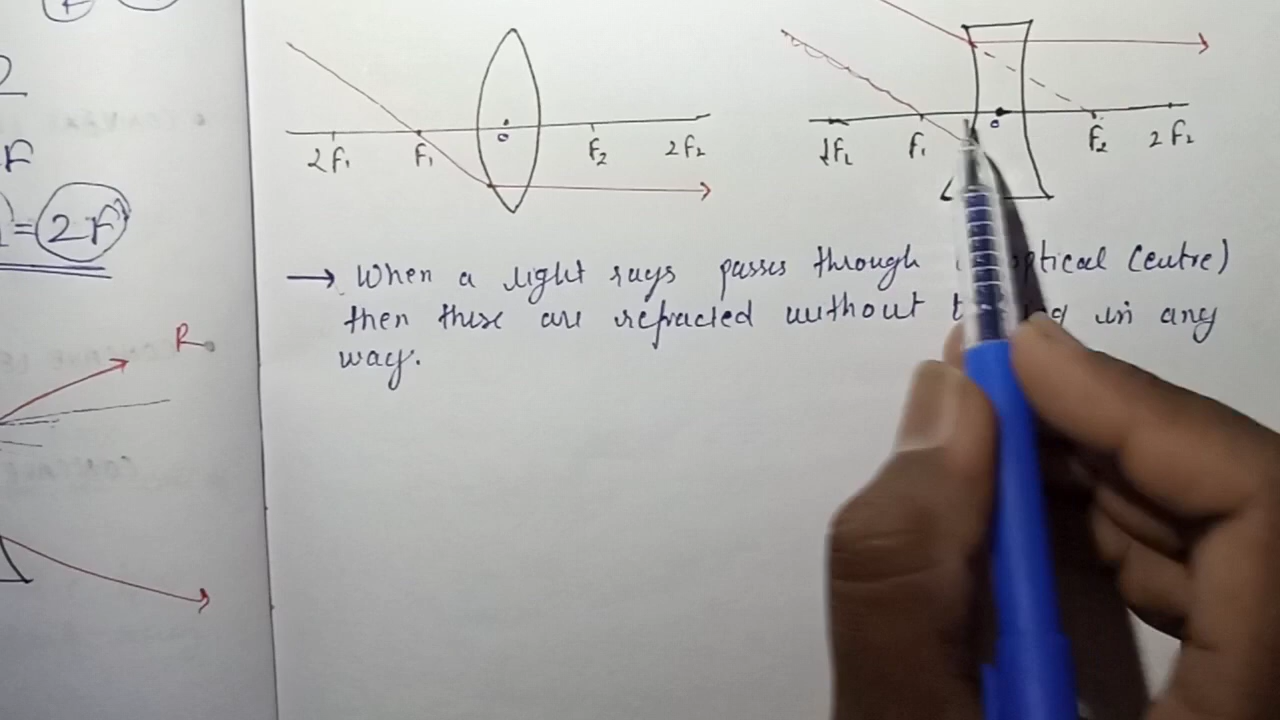 2F
= 2F
R
2F₁ F₁ o F₂ 2F₂
F₁ o F₂ 2F₂
→ When a light rays passes through optical centre)
then these are refracted without in any
way.